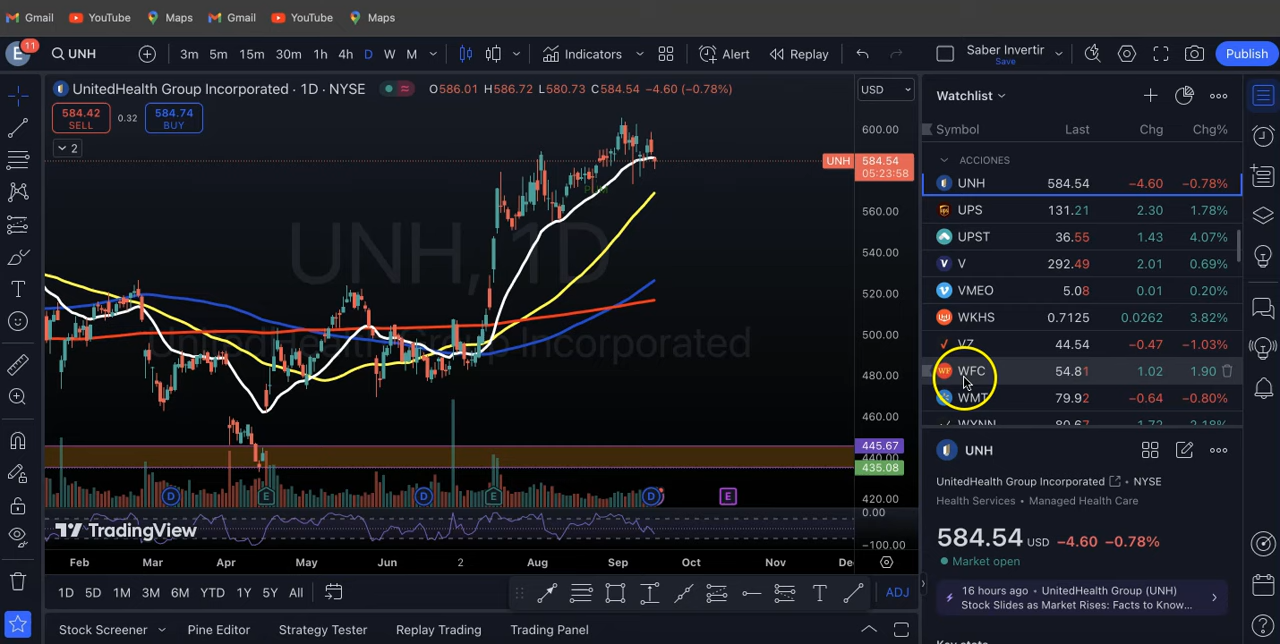 Gmail YouTube Maps Gmail YouTube Maps
E 11 UNH 3m 5m 15m 30m 1h 4h D W M Indicators Alert Replay Saber Invertir Save Publish
UnitedHealth Group Incorporated · 1D · NYSE O586.01 H586.72 L580.73 C584.54 −4.60 (−0.78%) USD
584.42 SELL 0.32 584.74 BUY
2
UNH, 1D
UnitedHealth Group Incorporated
600.00
UNH 584.54
05:23:58
560.00
540.00
520.00
500.00
480.00
460.00
445.67
440.00
435.08
420.00
0.00
−100.00
D E D E D E
TradingView
Feb Mar Apr May Jun 2 Aug Sep Oct Nov De
1D 5D 1M 3M 6M YTD 1Y 5Y All ADJ
Stock Screener Pine Editor Strategy Tester Replay Trading Trading Panel
Watchlist
Symbol Last Chg Chg%
ACCIONES
UNH 584.54 −4.60 −0.78%
UPS 131.21 2.30 1.78%
UPST 36.55 1.43 4.07%
V 292.49 2.01 0.69%
VMEO 5.08 0.01 0.20%
WKHS 0.7125 0.0262 3.82%
VZ 44.54 −0.47 −1.03%
WFC 54.81 1.02 1.90
WMT 79.92 −0.64 −0.80%
WYNN 80.67 1.72 2.18%
UNH
UnitedHealth Group Incorporated • NYSE
Health Services • Managed Health Care
584.54 USD −4.60 −0.78%
Market open
16 hours ago • UnitedHealth Group (UNH)
Stock Slides as Market Rises: Facts to Know...